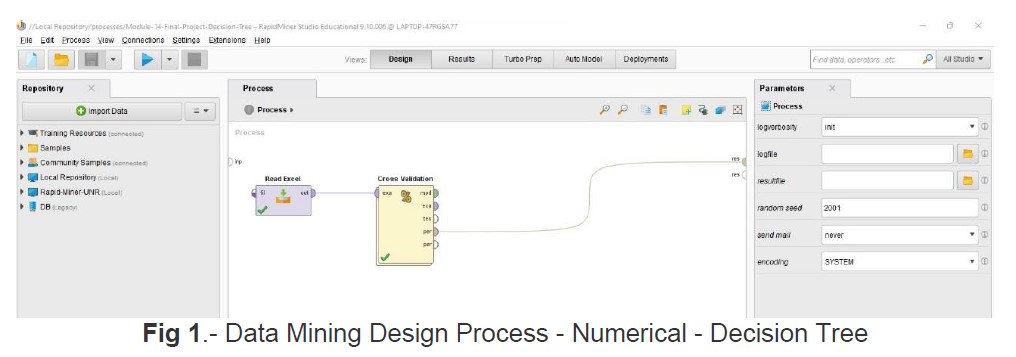 //Local Repository/processes/Module-14-Final-Project-Decision-Tree – RapidMiner Studio Educational 9.10.006 @ LAPTOP-47RGSA77
File Edit Process View Connections Settings Extensions Help
Views: Design Results Turbo Prep Auto Model Deployments
Find data, operators...etc
All Studio
Repository
Import Data
Training Resources (connected)
Samples
Community Samples (connected)
Local Repository (Local)
Rapid-Miner-UNR (Local)
DB (Legacy)
Process
Process
Process
inp
Read Excel
fil
out
Cross Validation
exa
mod
exa
tes
per
per
res
res
Parameters
Process
logverbosity
init
logfile
resultfile
random seed
2001
send mail
never
encoding
SYSTEM
Fig 1.- Data Mining Design Process - Numerical - Decision Tree